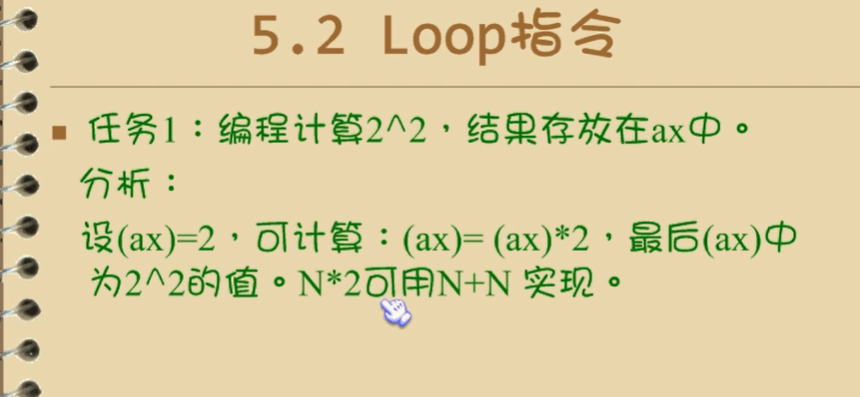 5.2 Loop指令
任务1：编程计算2^2，结果存放在ax中。
分析：
设(ax)=2，可计算：(ax)= (ax)*2，最后(ax)中
为2^2的值。N*2可用N+N 实现。